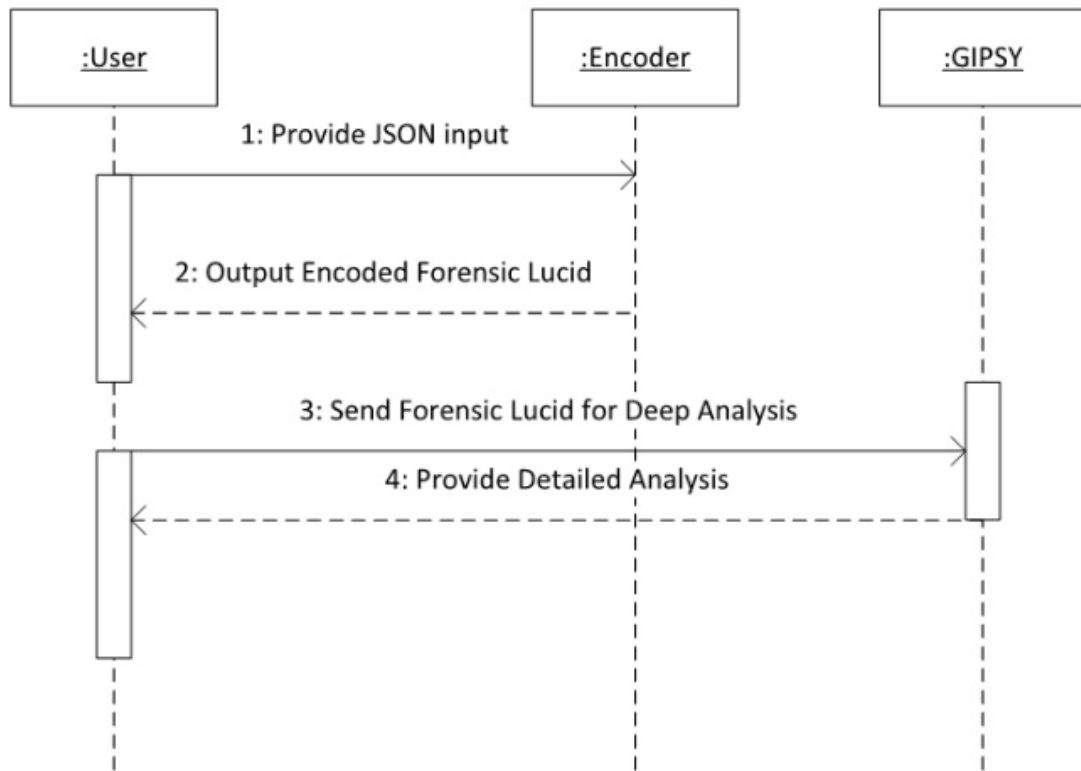 :User
:Encoder
:GIPSY
1: Provide JSON input
2: Output Encoded Forensic Lucid
3: Send Forensic Lucid for Deep Analysis
4: Provide Detailed Analysis